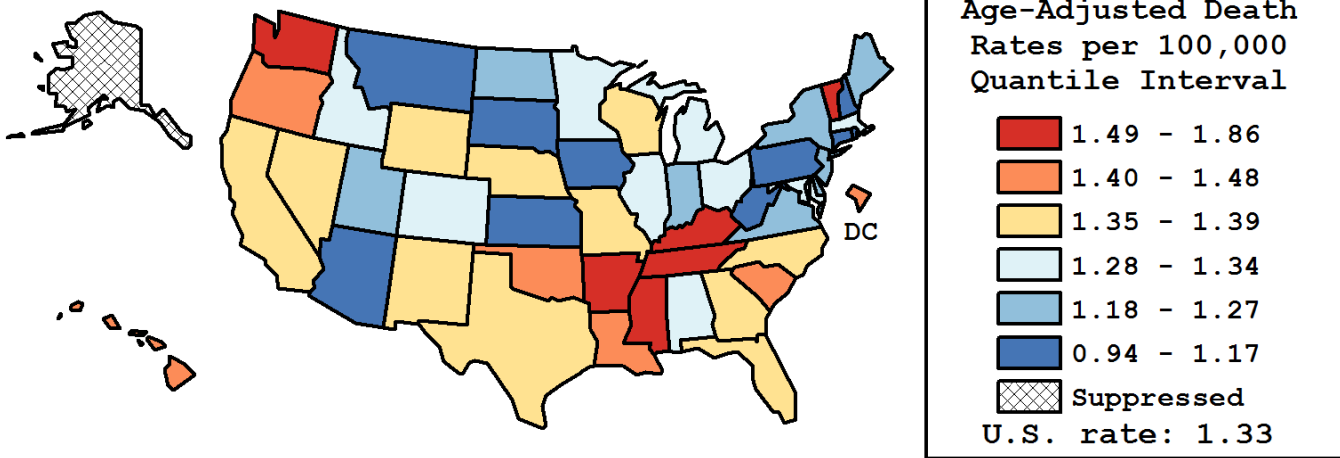 Age-Adjusted Death
Rates per 100,000
Quantile Interval
1.49 - 1.86
1.40 - 1.48
1.35 - 1.39
1.28 - 1.34
1.18 - 1.27
0.94 - 1.17
Suppressed
U.S. rate: 1.33
DC